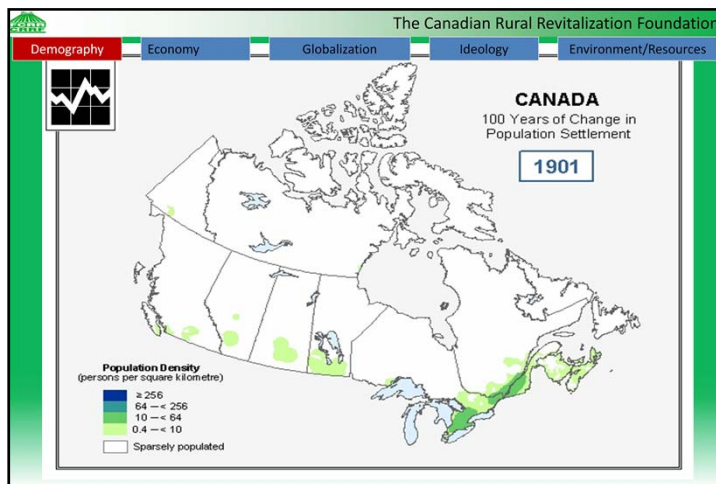 The Canadian Rural Revitalization Foundation
Demography
Economy
Globalization
Ideology
Environment/Resources
CANADA
100 Years of Change in
Population Settlement
1901
Population Density
(persons per square kilometre)
≥ 256
64 – < 256
10 – < 64
0.4 – < 10
Sparsely populated